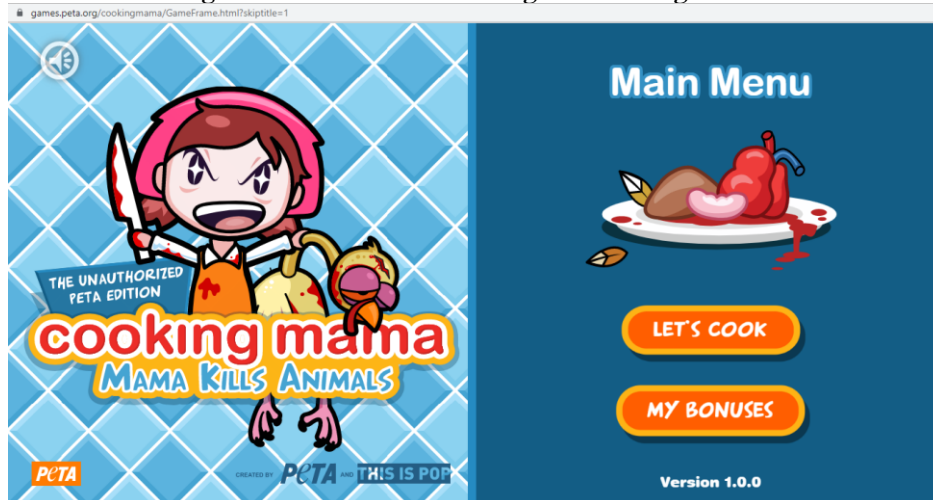 games.peta.org/cookingmama/GameFrame.html?skiptitle=1
THE UNAUTHORIZED
PETA EDITION
cooking mama
MAMA KILLS ANIMALS
PETA
CREATED BY PETA AND THIS IS POP
Main Menu
LET'S COOK
MY BONUSES
Version 1.0.0